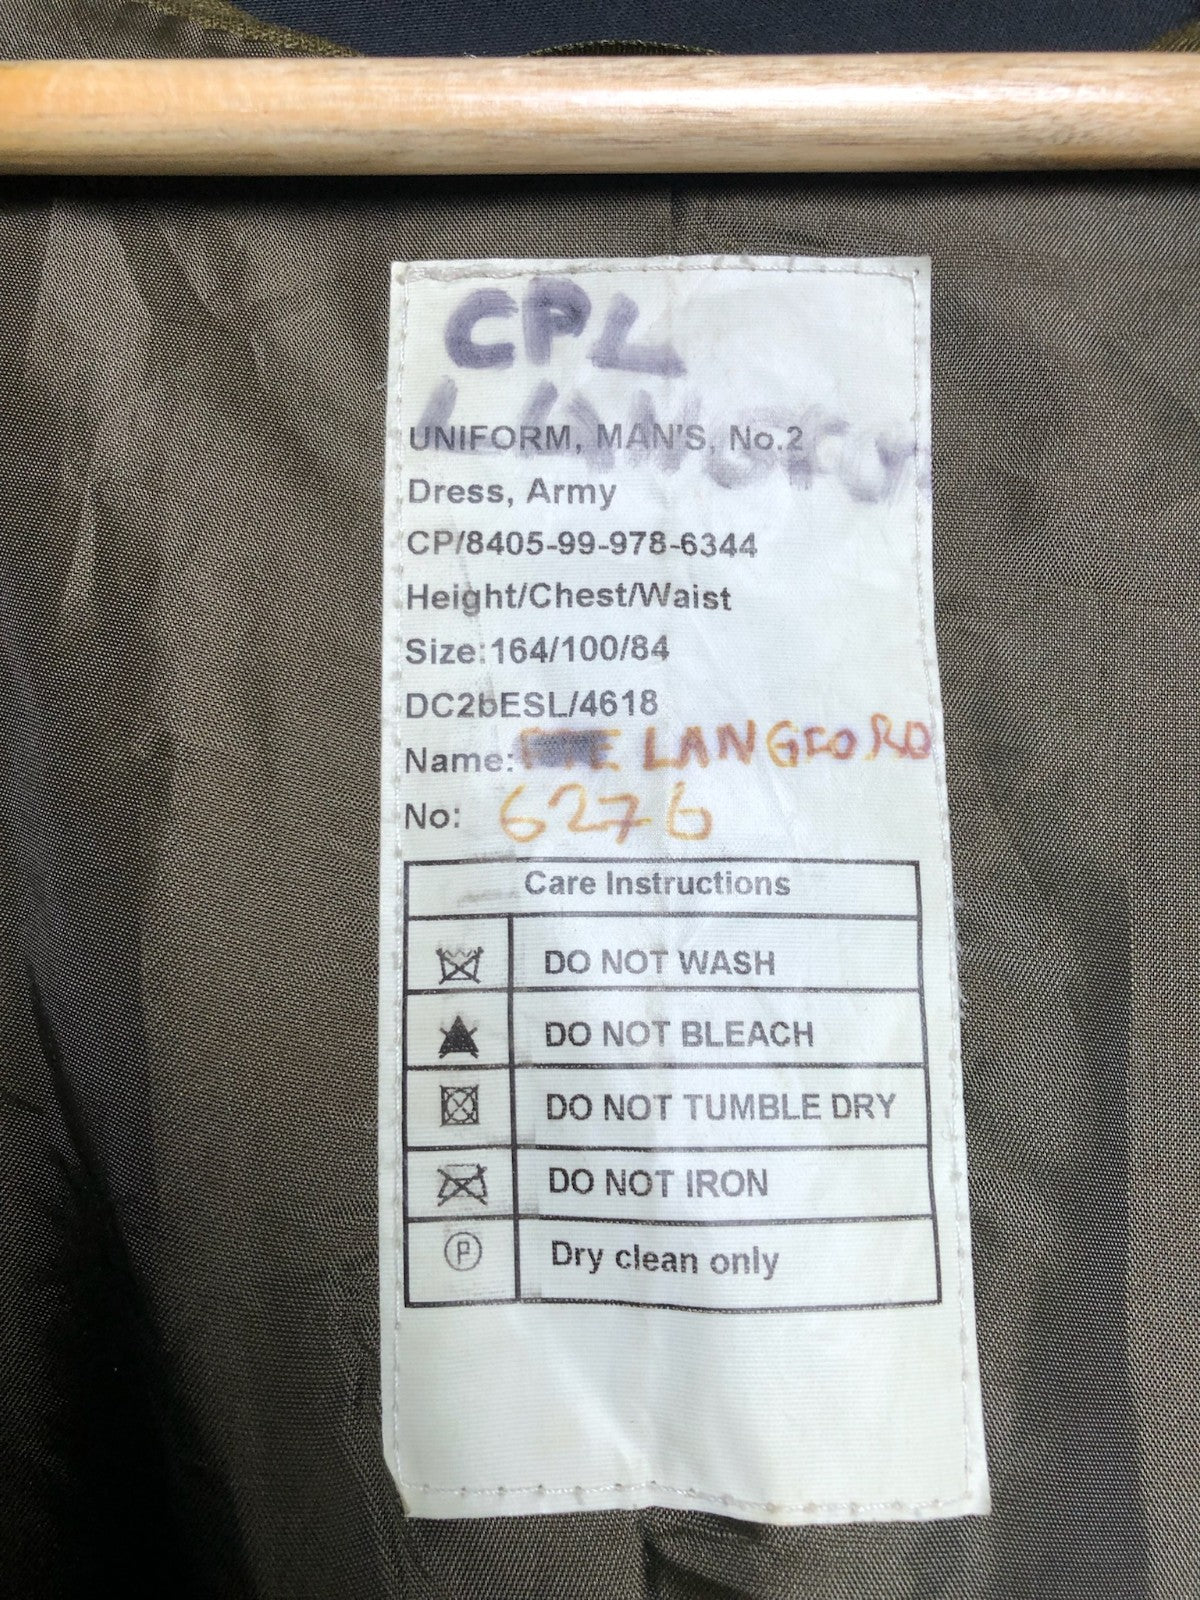 CPL
UNIFORM, MAN'S, No.2
Dress, Army
CP/8405-99-978-6344
Height/Chest/Waist
Size:164/100/84
DC2bESL/4618
Name: LANGFORD
No: 6276
Care Instructions
DO NOT WASH
DO NOT BLEACH
DO NOT TUMBLE DRY
DO NOT IRON
P Dry clean only